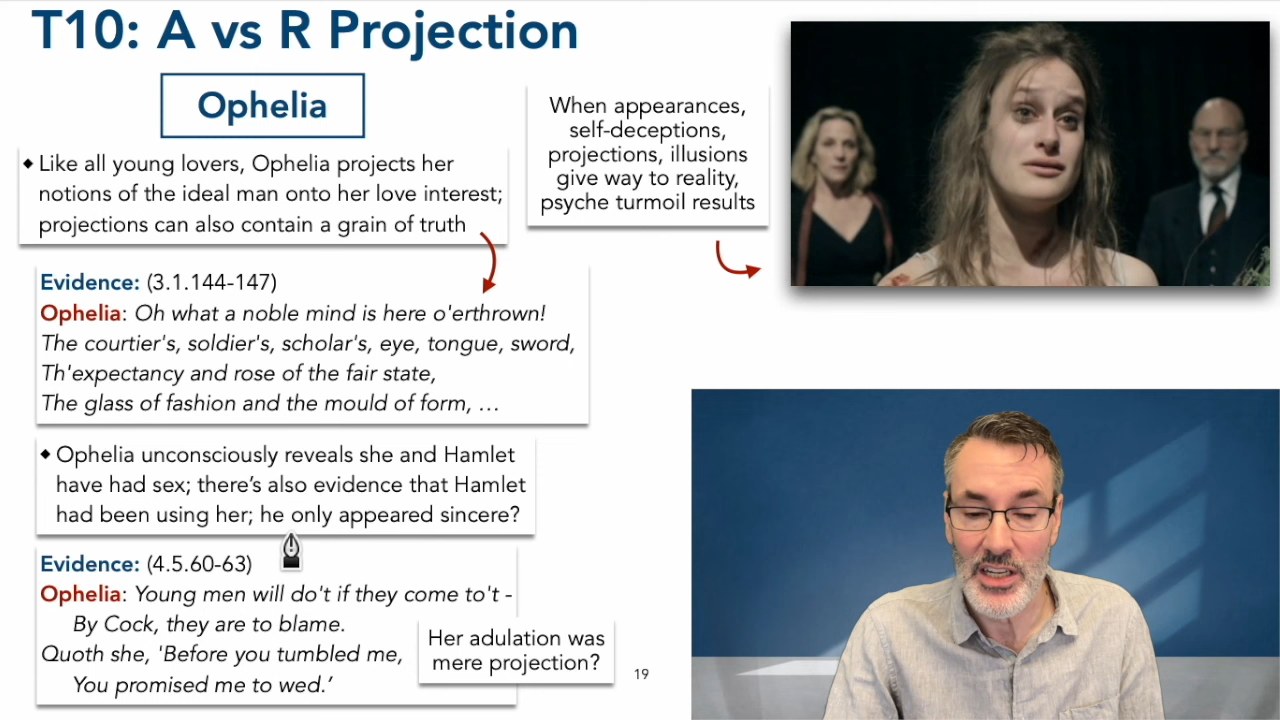 T10: A vs R Projection
Ophelia
◆ Like all young lovers, Ophelia projects her
notions of the ideal man onto her love interest;
projections can also contain a grain of truth
When appearances,
self-deceptions,
projections, illusions
give way to reality,
psyche turmoil results
Evidence: (3.1.144-147)
Ophelia: Oh what a noble mind is here o'erthrown!
The courtier's, soldier's, scholar's, eye, tongue, sword,
Th'expectancy and rose of the fair state,
The glass of fashion and the mould of form, …
◆ Ophelia unconsciously reveals she and Hamlet
have had sex; there’s also evidence that Hamlet
had been using her; he only appeared sincere?
Evidence: (4.5.60-63)
Ophelia: Young men will do't if they come to't -
By Cock, they are to blame.
Quoth she, 'Before you tumbled me,
You promised me to wed.’
Her adulation was
mere projection?
19